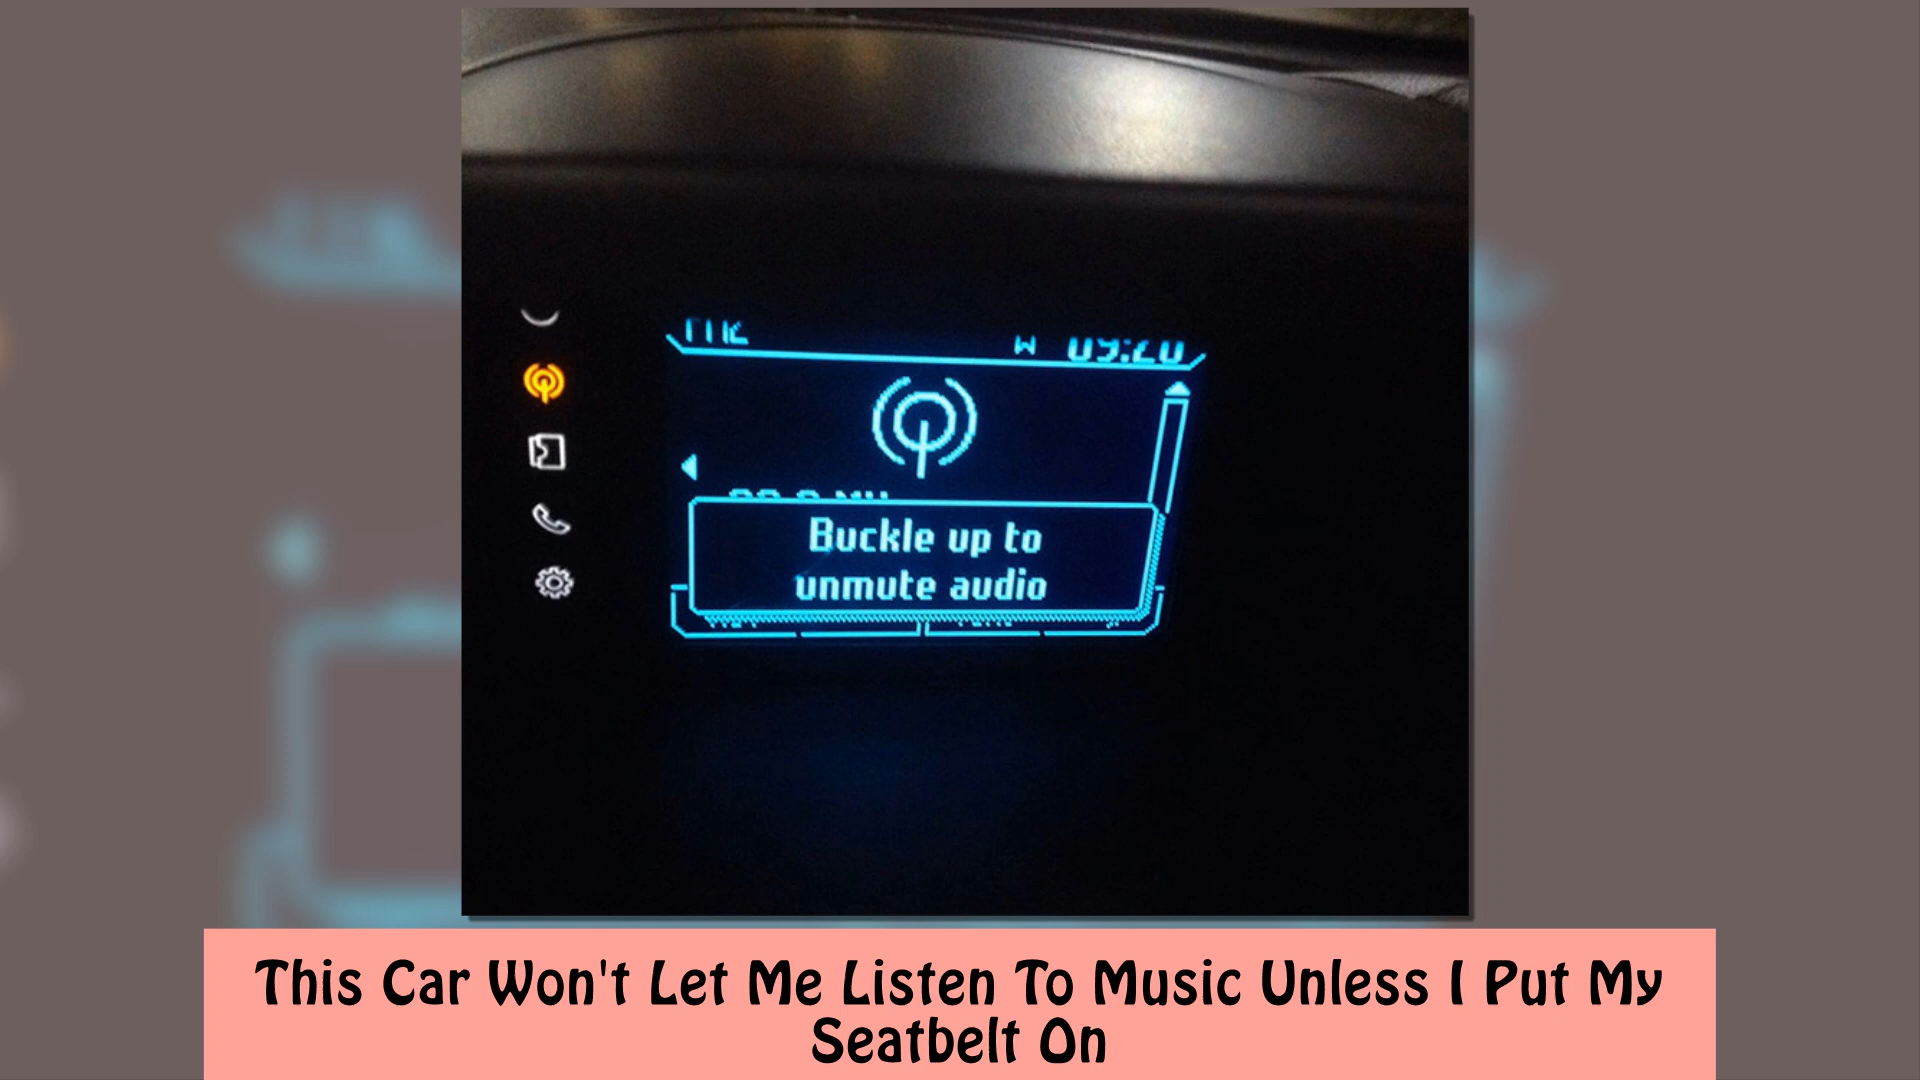 W 09:20
Buckle up to
unmute audio
This Car Won't Let Me Listen To Music Unless I Put My
Seatbelt On